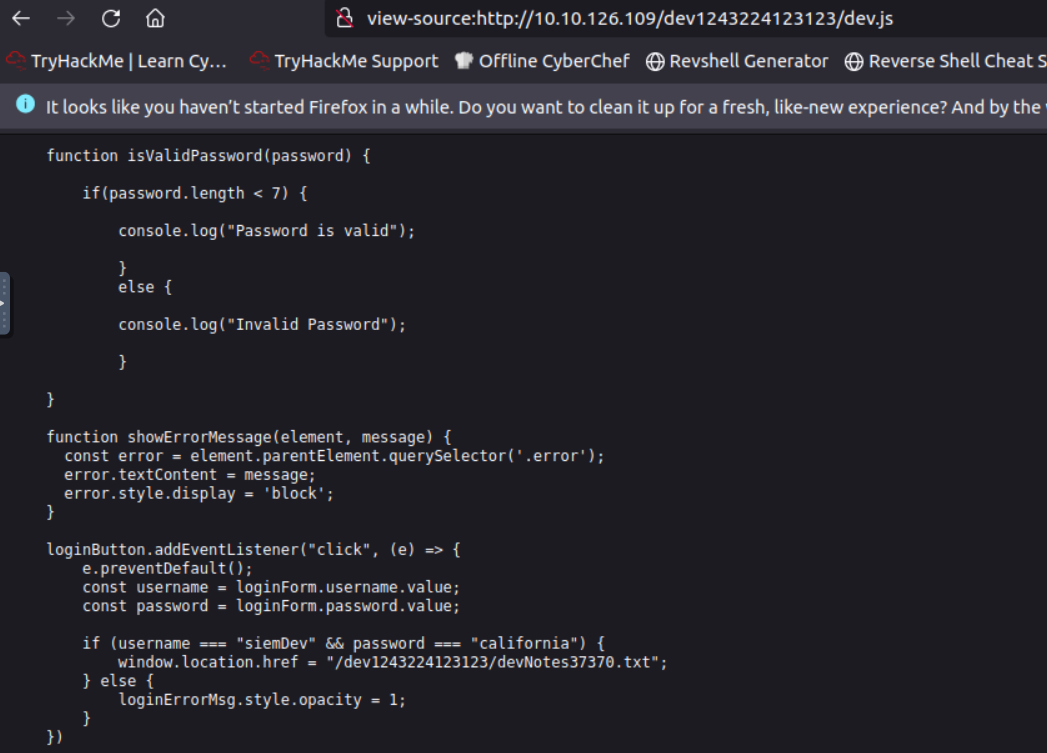 view-source:http://10.10.126.109/dev1243224123123/dev.js
TryHackMe | Learn Cy... TryHackMe Support Offline CyberChef Revshell Generator Reverse Shell Cheat S
It looks like you haven't started Firefox in a while. Do you want to clean it up for a fresh, like-new experience? And by the
function isValidPassword(password) {
if(password.length < 7) {
console.log("Password is valid");
}
else {
console.log("Invalid Password");
}
}
function showErrorMessage(element, message) {
const error = element.parentElement.querySelector('.error');
error.textContent = message;
error.style.display = 'block';
}
loginButton.addEventListener("click", (e) => {
e.preventDefault();
const username = loginForm.username.value;
const password = loginForm.password.value;
if (username === "siemDev" && password === "california") {
window.location.href = "/dev1243224123123/devNotes37370.txt";
} else {
loginErrorMsg.style.opacity = 1;
}
})